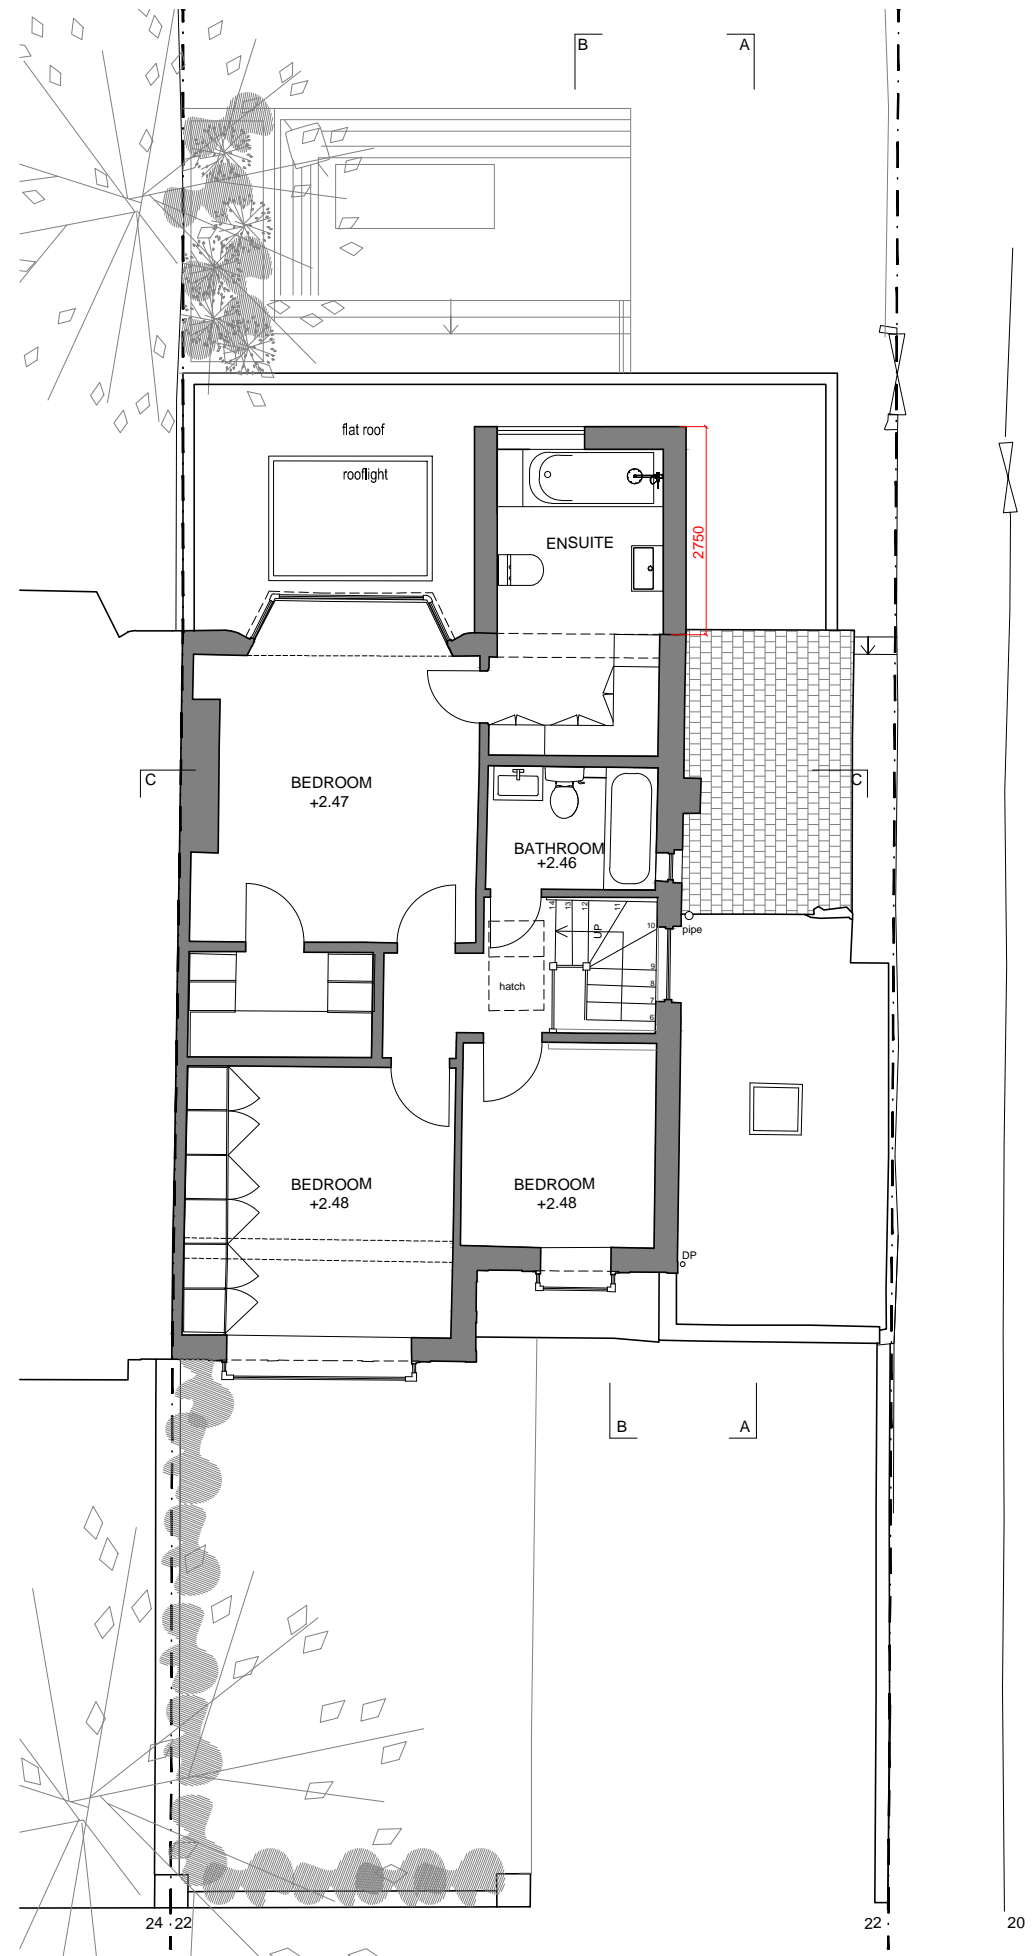 B
A
flat roof
rooflight
ENSUITE
2750
C
C
BEDROOM
+2.47
BATHROOM
+2.46
14
13
12
11
UP
10
9
8
7
6
pipe
hatch
BEDROOM
+2.48
BEDROOM
+2.48
DP
B
A
24
22
22
20